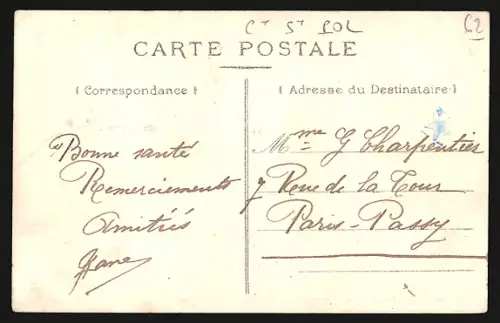 Cᵗ Sᵗ POL
62
CARTE POSTALE
( Correspondance )
( Adresse du Destinataire )
Bonne santé
Remerciements
Amitiés
Mᵐᵉ G Charpentier
7 Rue de la Tour
Paris-Passy